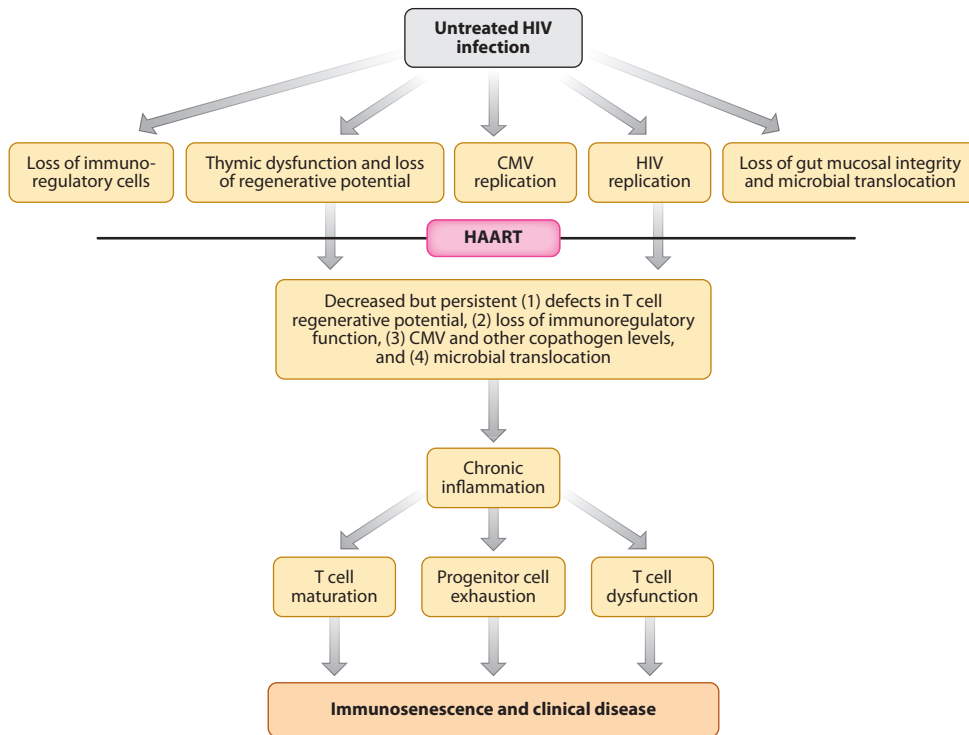 Untreated HIV
infection
Loss of immuno-
regulatory cells
Thymic dysfunction and loss
of regenerative potential
CMV
replication
HIV
replication
Loss of gut mucosal integrity
and microbial translocation
HAART
Decreased but persistent (1) defects in T cell
regenerative potential, (2) loss of immunoregulatory
function, (3) CMV and other copathogen levels,
and (4) microbial translocation
Chronic
inflammation
T cell
maturation
Progenitor cell
exhaustion
T cell
dysfunction
Immunosenescence and clinical disease